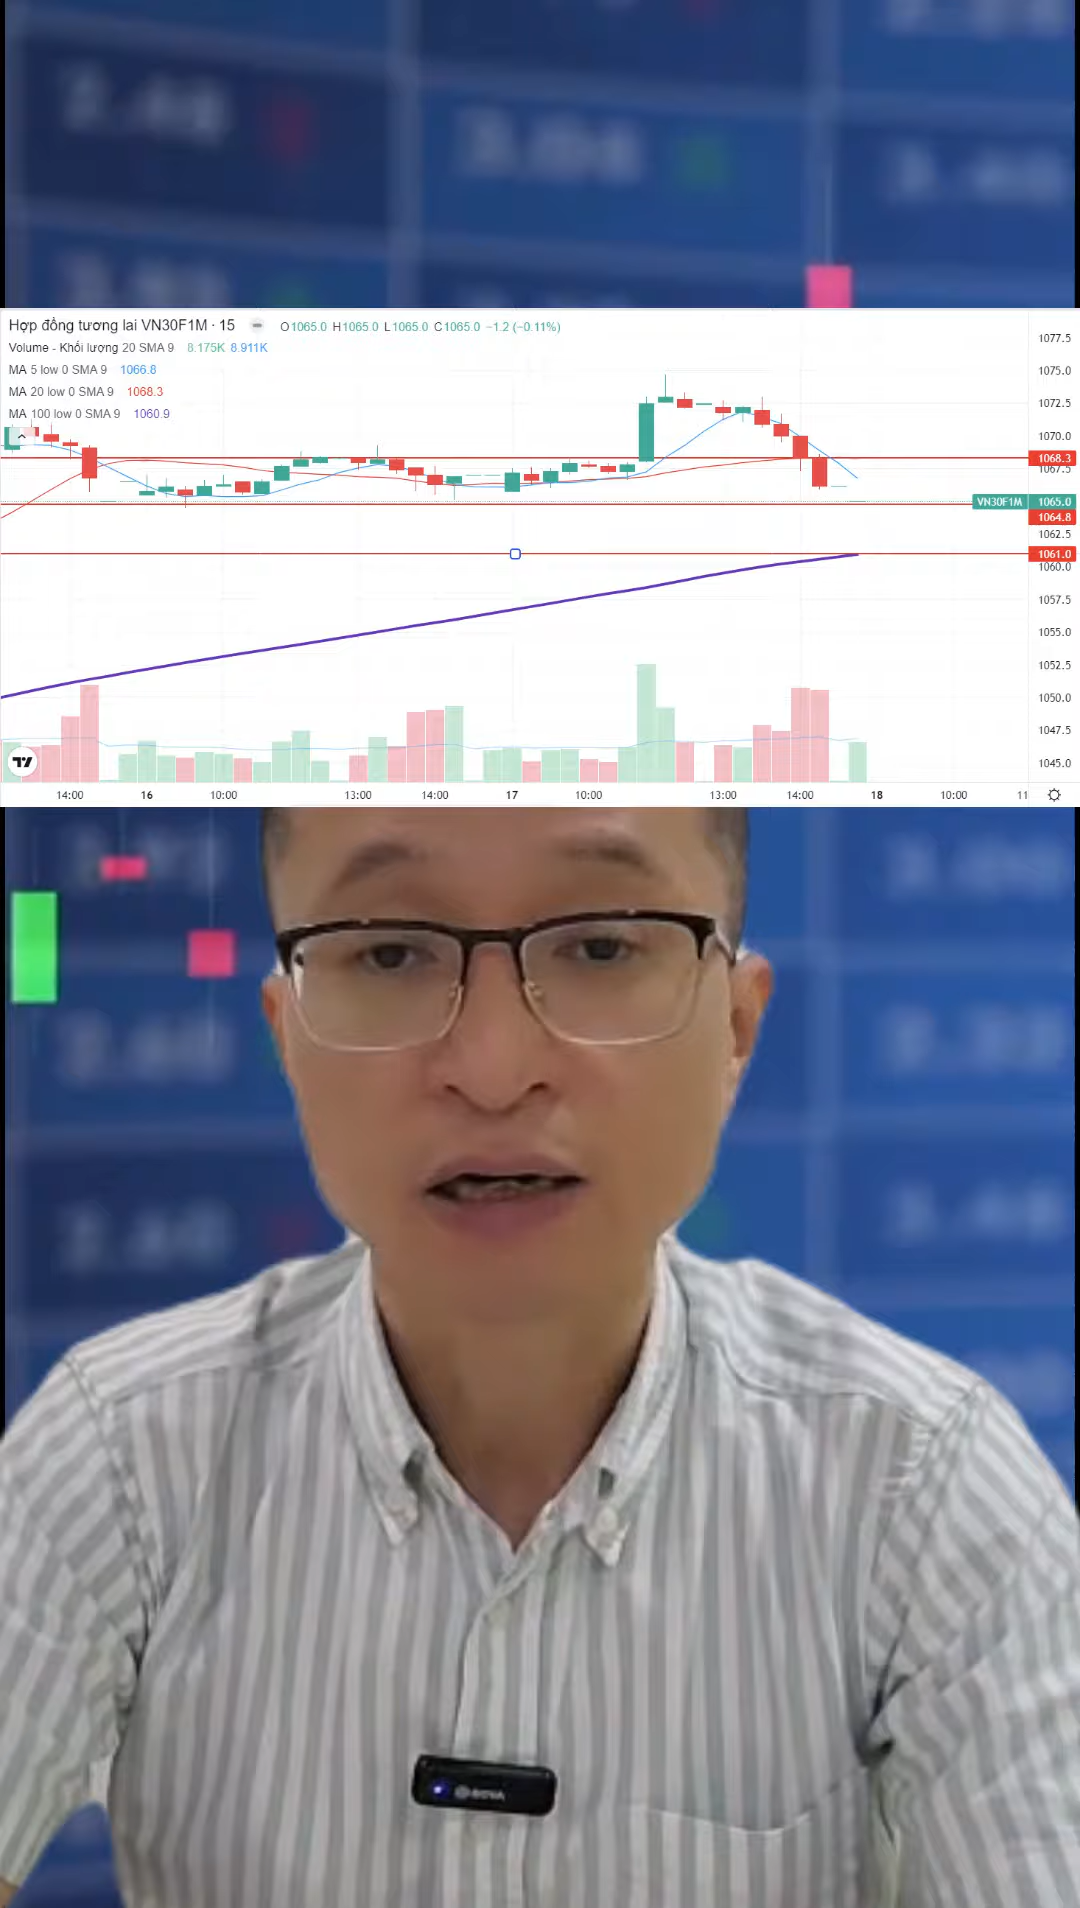 Hợp đồng tương lai VN30F1M · 15 O1065.0 H1065.0 L1065.0 C1065.0 −1.2 (−0.11%)
Volume - Khối lượng 20 SMA 9 8.175K 8.911K
MA 5 low 0 SMA 9 1066.8
MA 20 low 0 SMA 9 1068.3
MA 100 low 0 SMA 9 1060.9
1077.5
1075.0
1072.5
1070.0
1068.3
1067.5
VN30F1M 1065.0
1064.8
1062.5
1061.0
1060.0
1057.5
1055.0
1052.5
1050.0
1047.5
1045.0
14:00 16 10:00 13:00 14:00 17 10:00 13:00 14:00 18 10:00 11